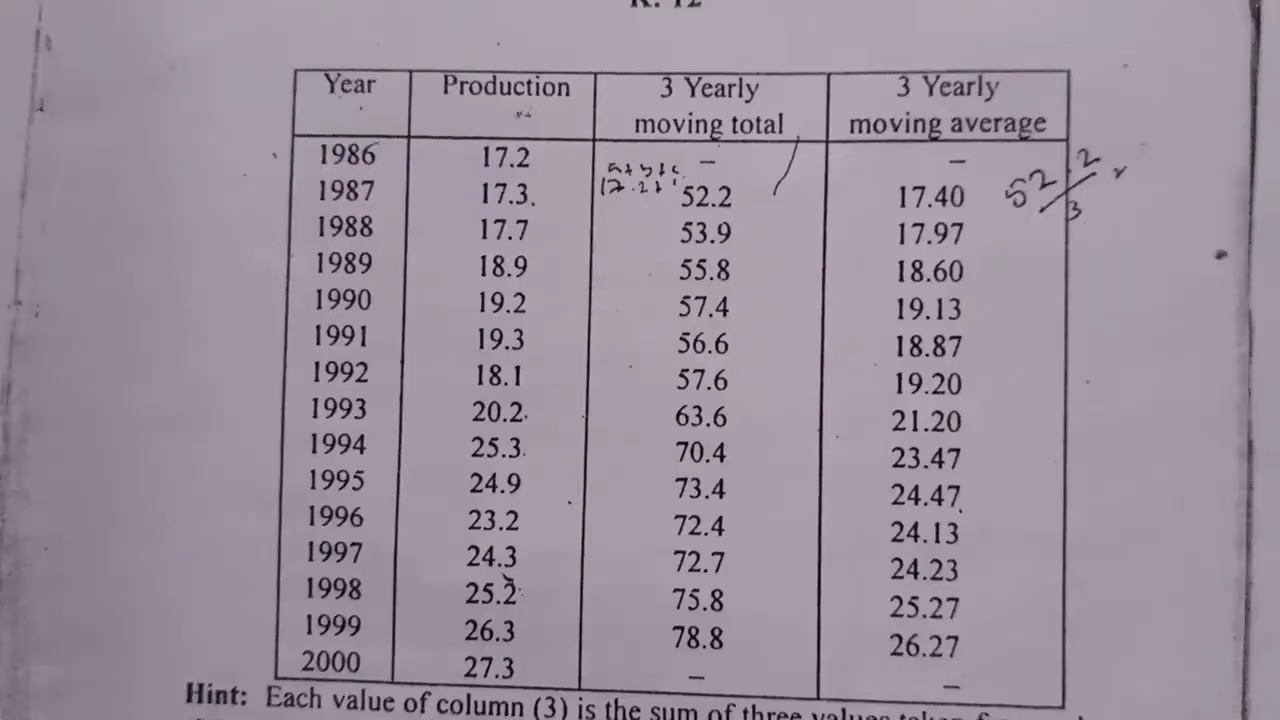 Year Production 3 Yearly moving total 3 Yearly moving average
1986 17.2 – –
1987 17.3 52.2 17.40 52.2/3
1988 17.7 53.9 17.97
1989 18.9 55.8 18.60
1990 19.2 57.4 19.13
1991 19.3 56.6 18.87
1992 18.1 57.6 19.20
1993 20.2 63.6 21.20
1994 25.3 70.4 23.47
1995 24.9 73.4 24.47
1996 23.2 72.4 24.13
1997 24.3 72.7 24.23
1998 25.2 75.8 25.27
1999 26.3 78.8 26.27
2000 27.3 – –
Hint: Each value of column (3) is the sum of three values taken